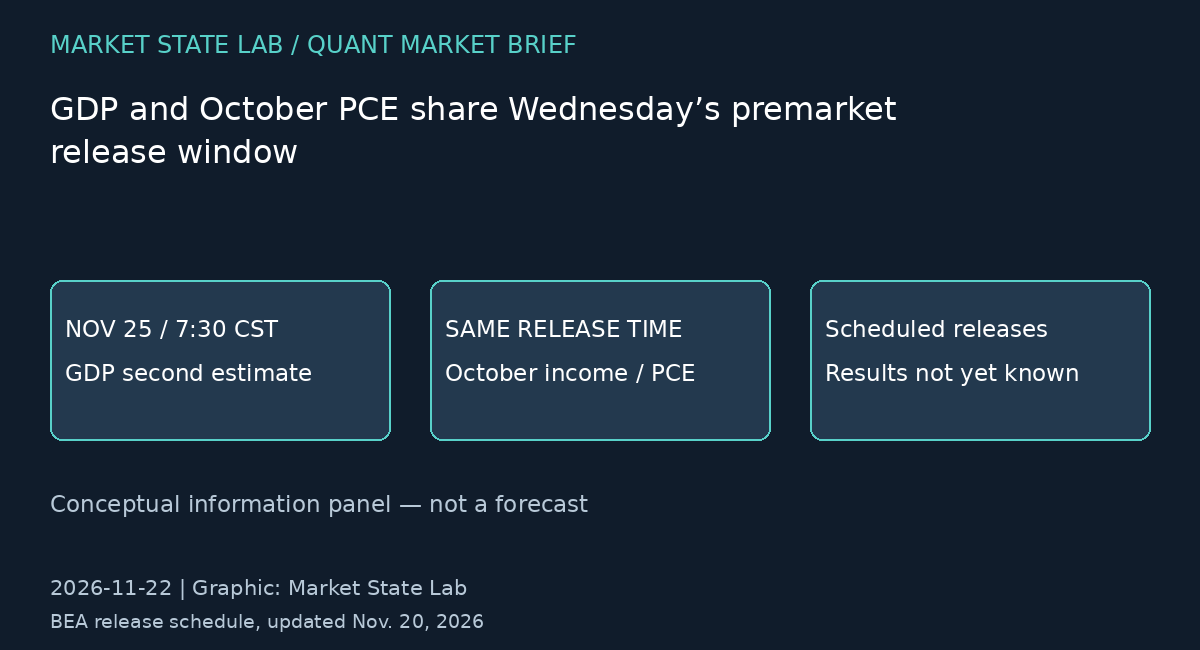 MARKET STATE LAB / QUANT MARKET BRIEF
GDP and October PCE share Wednesday’s premarket
release window
NOV 25 / 7:30 CST
GDP second estimate
SAME RELEASE TIME
October income / PCE
Scheduled releases
Results not yet known
Conceptual information panel — not a forecast
2026-11-22 | Graphic: Market State Lab
BEA release schedule, updated Nov. 20, 2026